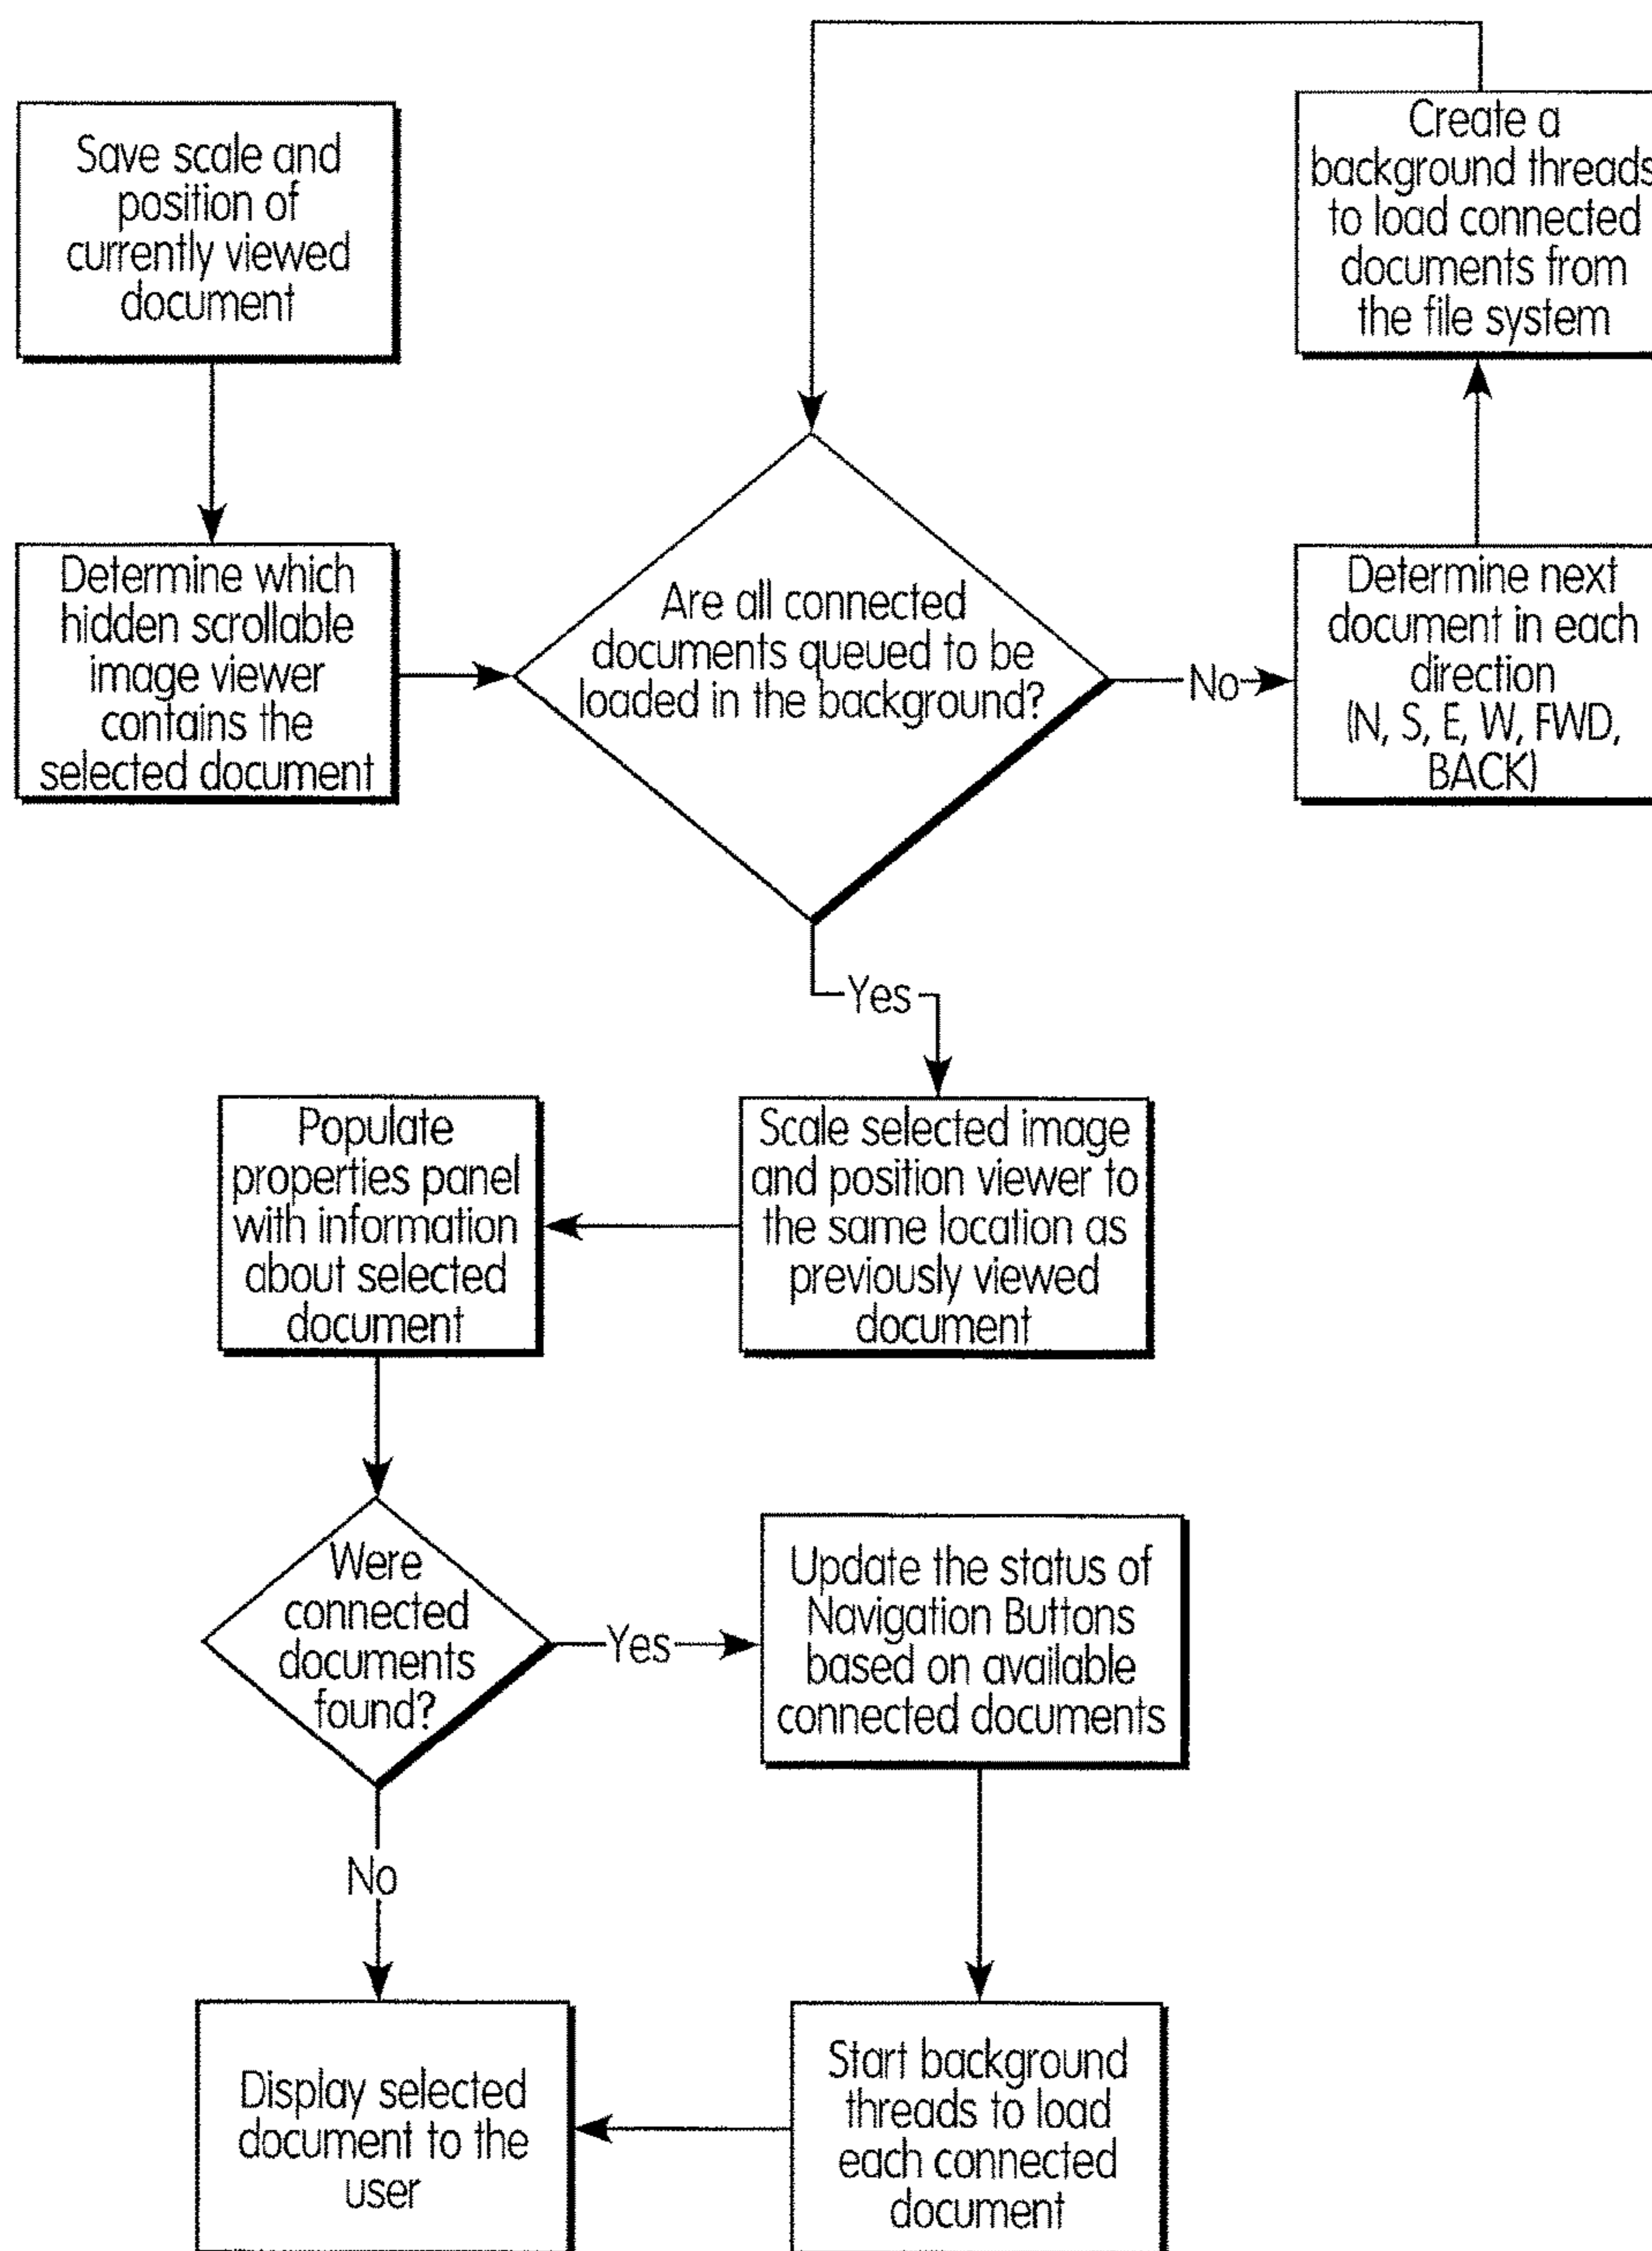 Save scale and
position of
currently viewed
document
Determine which
hidden scrollable
image viewer
contains the
selected document
Are all connected
documents queued to be
loaded in the background?
No
Determine next
document in each
direction
(N, S, E, W, FWD,
BACK)
Create a
background threads
to load connected
documents from
the file system
Yes
Scale selected image
and position viewer to
the same location as
previously viewed
document
Populate
properties panel
with information
about selected
document
Were
connected
documents
found?
Yes
Update the status of
Navigation Buttons
based on available
connected documents
No
Start background
threads to load
each connected
document
Display selected
document to the
user